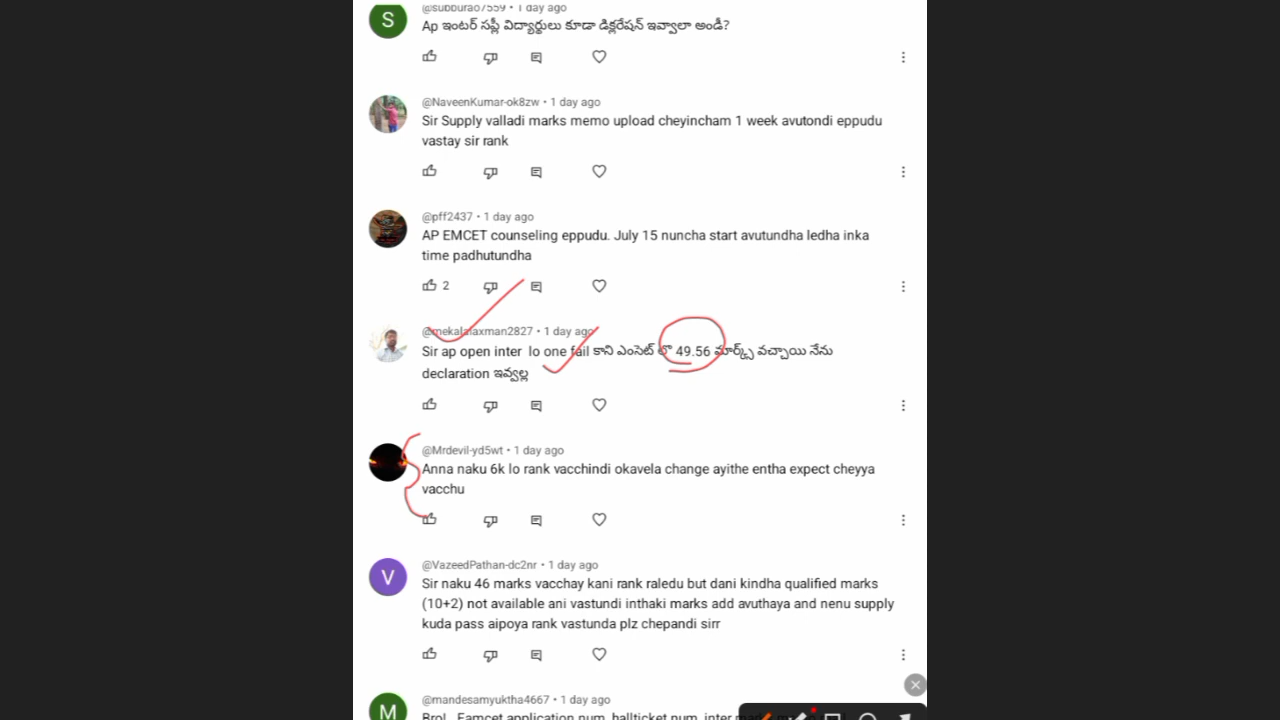 @subburao7559 • 1 day ago
Ap ఇంటర్ సప్లీ విద్యార్థులు కూడా డిక్లరేషన్ ఇవ్వాలా అండీ?
@NaveenKumar-ok8zw • 1 day ago
Sir Supply valladi marks memo upload cheyincham 1 week avutondi eppudu
vastay sir rank
@pff2437 • 1 day ago
AP EMCET counseling eppudu. July 15 nuncha start avutundha ledha inka
time padhutundha
2
@mekalalaxman2827 • 1 day ago
Sir ap open inter lo one fail కాని ఎంసెట్ లొ 49.56 మార్క్స్ వచ్చాయి నేను
declaration ఇవ్వల్ల
@Mrdevil-yd5wt • 1 day ago
Anna naku 6k lo rank vacchindi okavela change ayithe entha expect cheyya
vacchu
V
@VazeedPathan-dc2nr • 1 day ago
Sir naku 46 marks vacchay kani rank raledu but dani kindha qualified marks
(10+2) not available ani vastundi inthaki marks add avuthaya and nenu supply
kuda pass aipoya rank vastunda plz chepandi sirr
M
@mandesamyuktha4667 • 1 day ago
Bro! Eamcet application num, hallticket num, inter
S